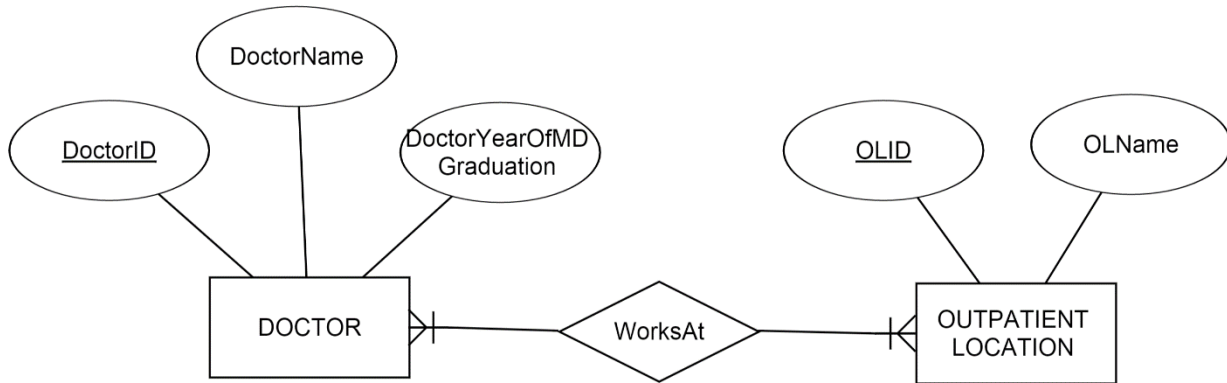 DoctorName
DoctorID
DoctorYearOfMD
Graduation
OLID
OLName
DOCTOR
WorksAt
OUTPATIENT
LOCATION